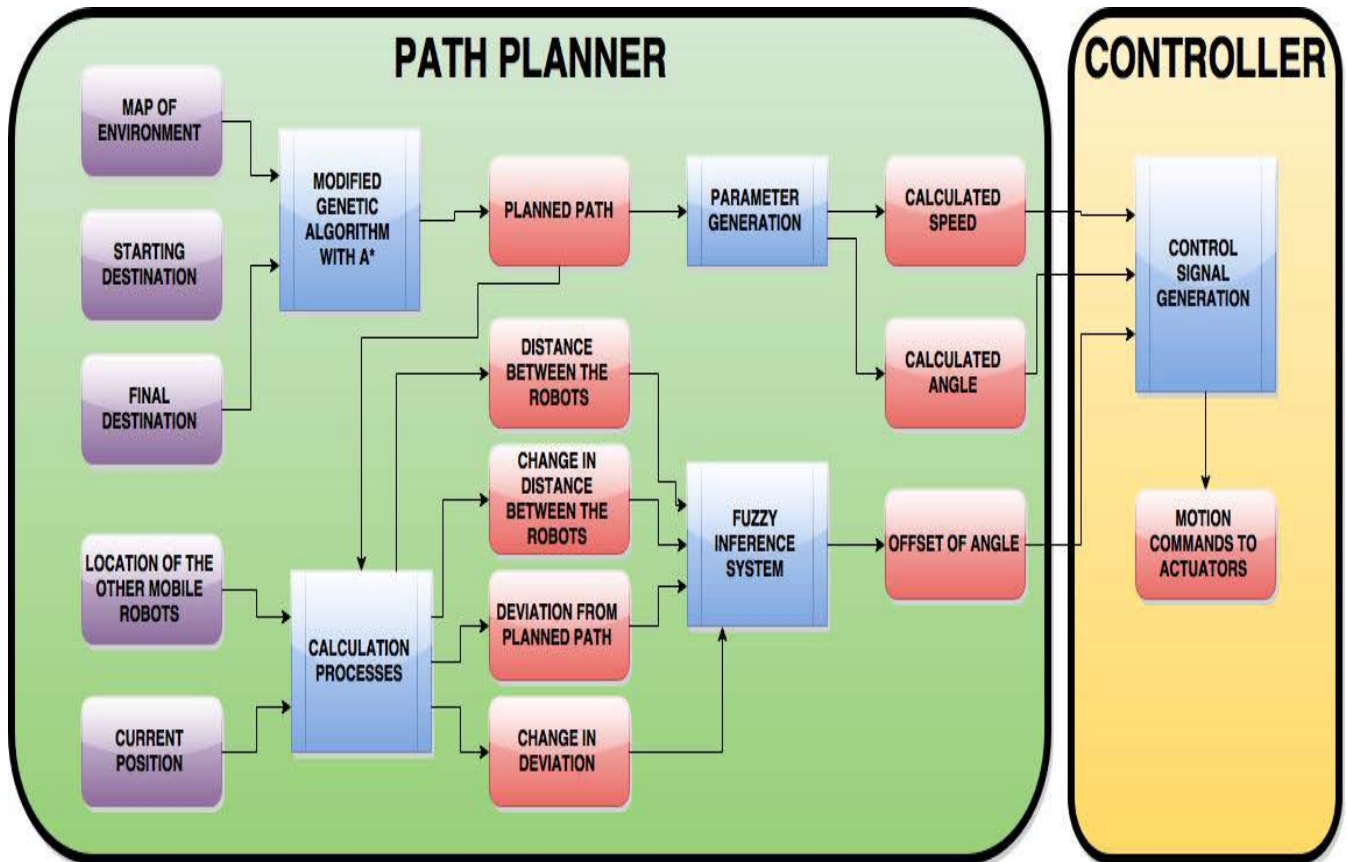 PATH PLANNER
CONTROLLER
MAP OF
ENVIRONMENT
STARTING
DESTINATION
FINAL
DESTINATION
LOCATION OF THE
OTHER MOBILE
ROBOTS
CURRENT
POSITION
MODIFIED
GENETIC
ALGORITHM
WITH A*
CALCULATION
PROCESSES
PLANNED PATH
DISTANCE
BETWEEN THE
ROBOTS
CHANGE IN
DISTANCE
BETWEEN THE
ROBOTS
DEVIATION FROM
PLANNED PATH
CHANGE IN
DEVIATION
PARAMETER
GENERATION
FUZZY
INFERENCE
SYSTEM
CALCULATED
SPEED
CALCULATED
ANGLE
OFFSET OF ANGLE
CONTROL
SIGNAL
GENERATION
MOTION
COMMANDS TO
ACTUATORS